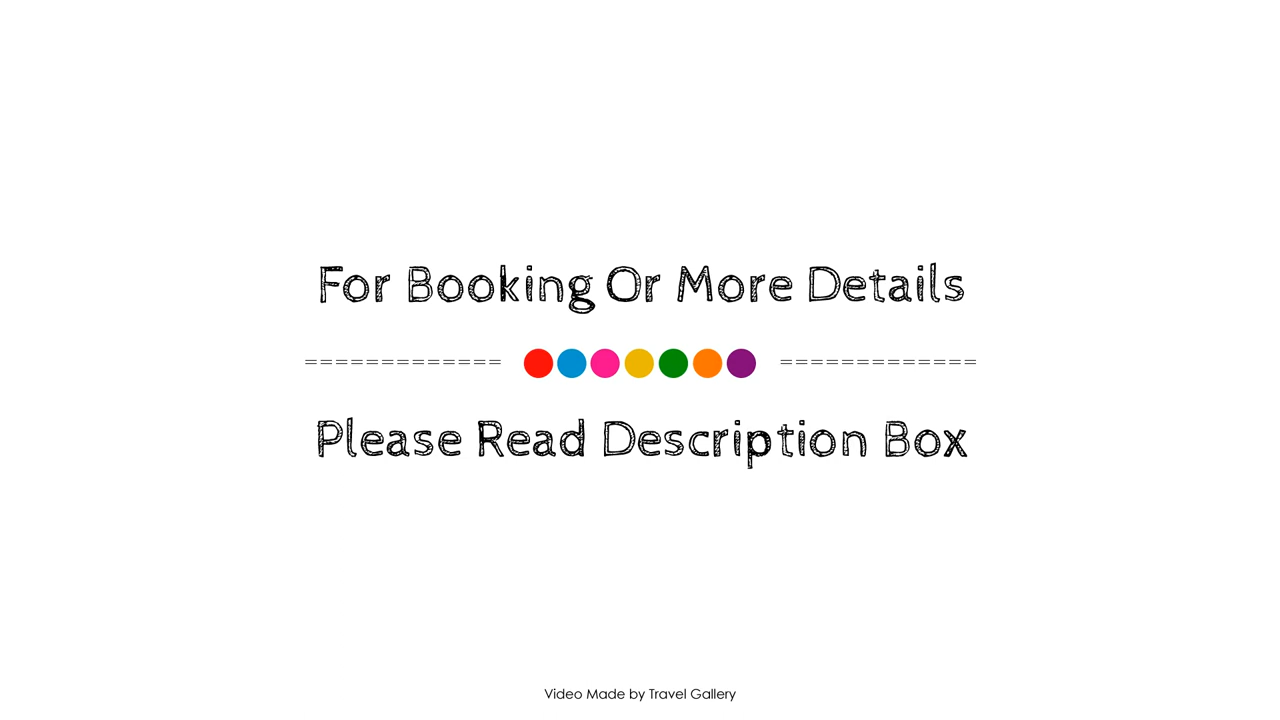 For Booking Or More Details
============= =============
Please Read Description Box
Video Made by Travel Gallery